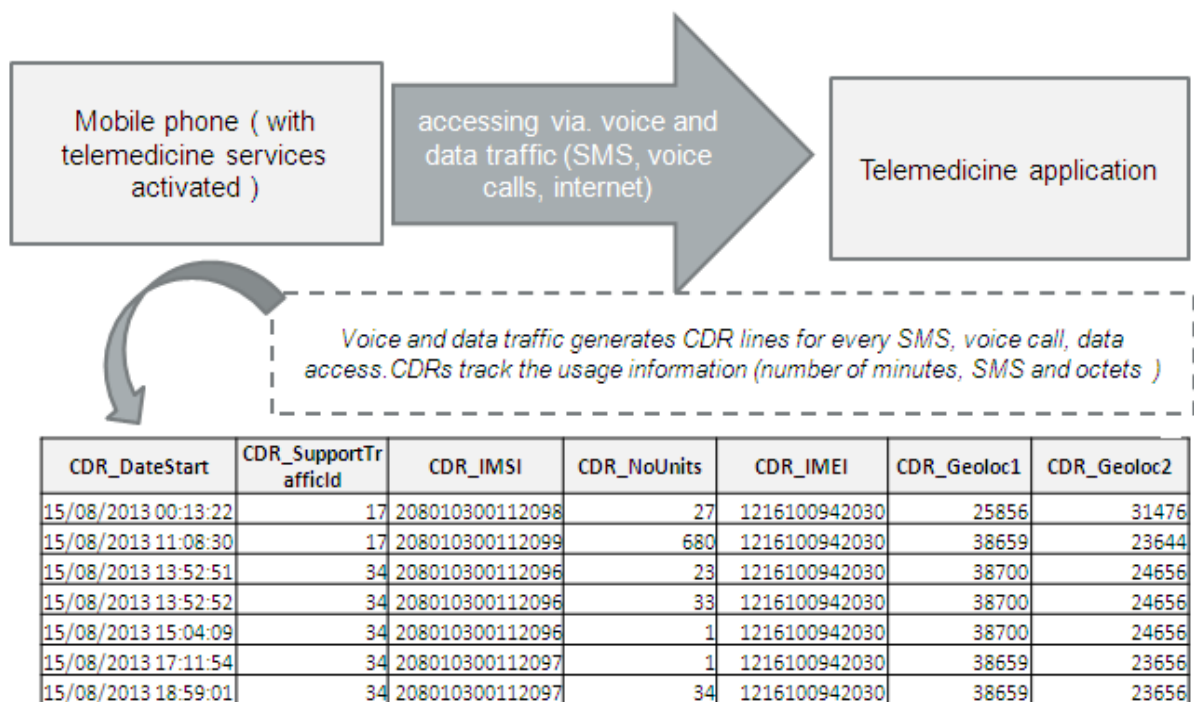 Mobile phone ( with
telemedicine services
activated )
accessing via. voice and
data traffic (SMS, voice
calls, internet)
Telemedicine application
Voice and data traffic generates CDR lines for every SMS, voice call, data
access.CDRs track the usage information (number of minutes, SMS and octets )
CDR_DateStart CDR_SupportTr afficId CDR_IMSI CDR_NoUnits CDR_IMEI CDR_Geoloc1 CDR_Geoloc2
15/08/2013 00:13:22 17 208010300112098 27 1216100942030 25856 31476
15/08/2013 11:08:30 17 208010300112099 680 1216100942030 38659 23644
15/08/2013 13:52:51 34 208010300112096 23 1216100942030 38700 24656
15/08/2013 13:52:52 34 208010300112096 33 1216100942030 38700 24656
15/08/2013 15:04:09 34 208010300112096 1 1216100942030 38700 24656
15/08/2013 17:11:54 34 208010300112097 1 1216100942030 38659 23656
15/08/2013 18:59:01 34 208010300112097 34 1216100942030 38659 23656